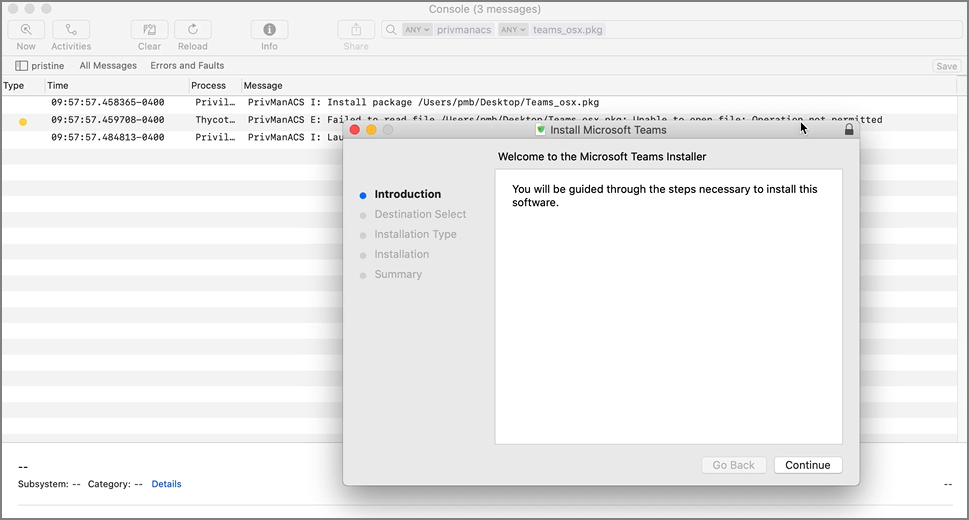 Console (3 messages)
ANY privmanacs ANY teams_osx.pkg
Now Activities Clear Reload Info Share
pristine All Messages Errors and Faults Save
Type Time Process Message
09:57:57.458365-0400 Privil… PrivManACS I: Install package /Users/pmb/Desktop/Teams_osx.pkg
09:57:57.459708-0400 Thycot… PrivManACS E: Failed to read file /Users/pmb/Desktop/Teams_osx.pkg: Unable to open file: Operation not permitted
09:57:57.484813-0400 Privil… PrivManACS I: Lau
Install Microsoft Teams
Welcome to the Microsoft Teams Installer
Introduction
Destination Select
Installation Type
Installation
Summary
You will be guided through the steps necessary to install this
software.
Go Back Continue
--
Subsystem: -- Category: -- Details --